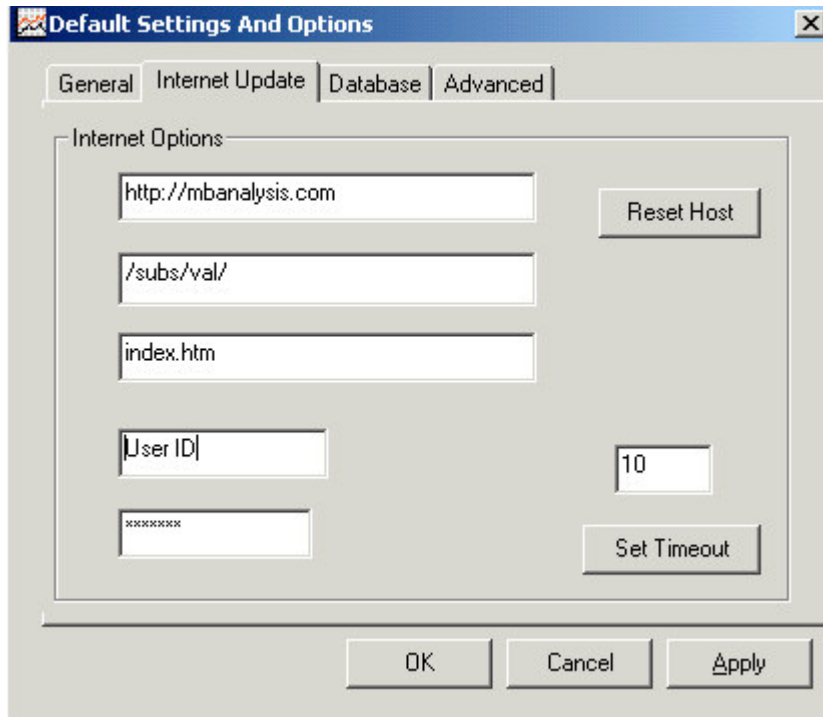 Default Settings And Options
General Internet Update Database Advanced
Internet Options
http://mbanalysis.com
Reset Host
/subs/val/
index.htm
User ID
10
*******
Set Timeout
OK Cancel Apply